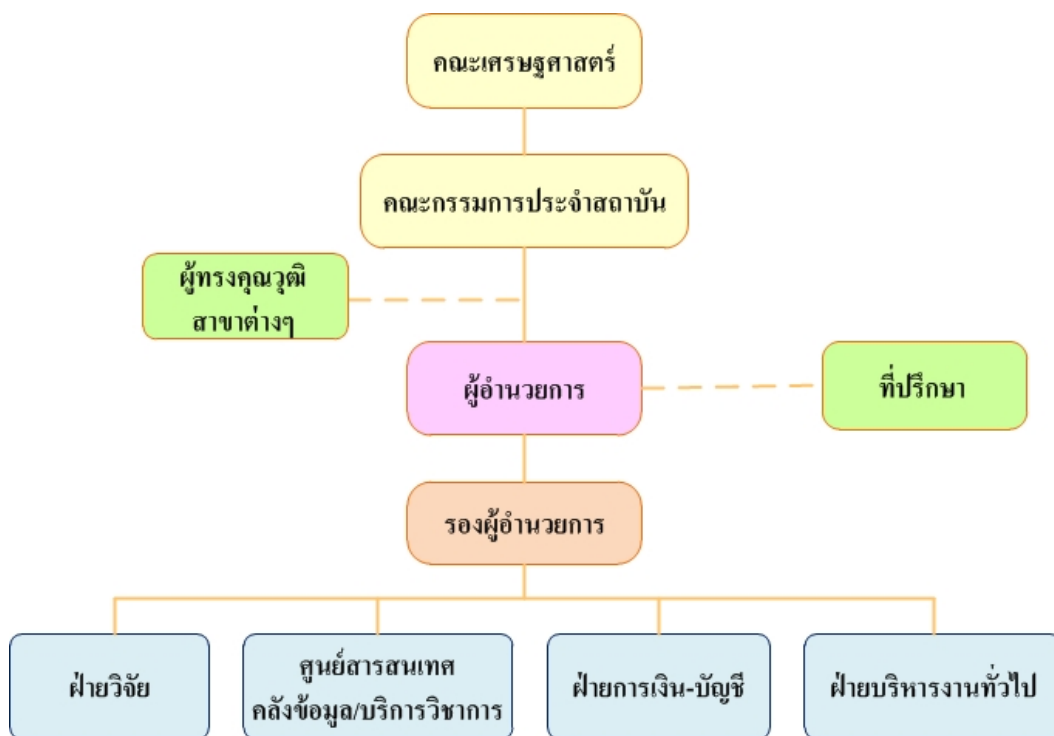 คณะเศรษฐศาสตร์
คณะกรรมการประจำสถาบัน
ผู้ทรงคุณวุฒิ
สาขาต่างๆ
ผู้อำนวยการ
ที่ปรึกษา
รองผู้อำนวยการ
ฝ่ายวิจัย
ศูนย์สารสนเทศ
คลังข้อมูล/บริการวิชาการ
ฝ่ายการเงิน-บัญชี
ฝ่ายบริหารงานทั่วไป